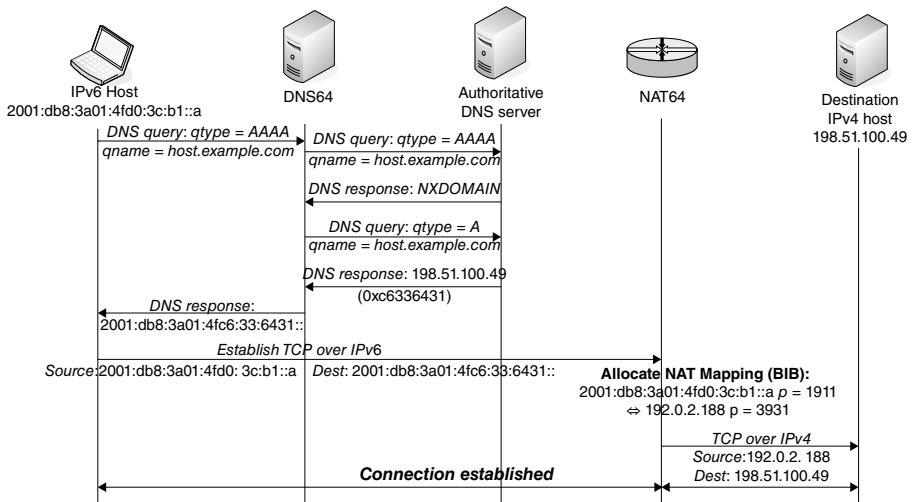 IPv6 Host
2001:db8:3a01:4fd0:3c:b1::a
DNS64
Authoritative
DNS server
NAT64
Destination
IPv4 host
198.51.100.49
DNS query: qtype = AAAA
qname = host.example.com
DNS query: qtype = AAAA
qname = host.example.com
DNS response: NXDOMAIN
DNS query: qtype = A
qname = host.example.com
DNS response: 198.51.100.49
(0xc6336431)
DNS response:
2001:db8:3a01:4fc6:33:6431::
Establish TCP over IPv6
Source:2001:db8:3a01:4fd0: 3c:b1::a
Dest: 2001:db8:3a01:4fc6:33:6431::
Allocate NAT Mapping (BIB):
2001:db8:3a01:4fd0:3c:b1::a p = 1911
⇔ 192.0.2.188 p = 3931
TCP over IPv4
Source:192.0.2. 188
Dest: 198.51.100.49
Connection established